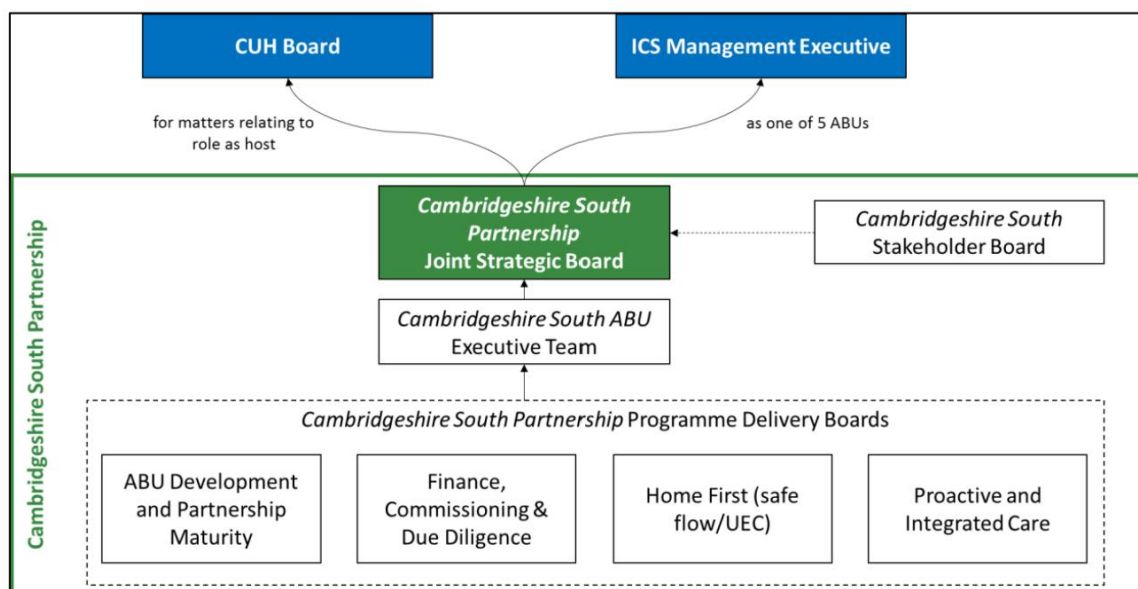 CUH Board
ICS Management Executive
for matters relating to
role as host
as one of 5 ABUs
Cambridgeshire South Partnership
Cambridgeshire South
Partnership
Joint Strategic Board
Cambridgeshire South
Stakeholder Board
Cambridgeshire South ABU
Executive Team
Cambridgeshire South Partnership Programme Delivery Boards
ABU Development
and Partnership
Maturity
Finance,
Commissioning &
Due Diligence
Home First (safe
flow/UEC)
Proactive and
Integrated Care